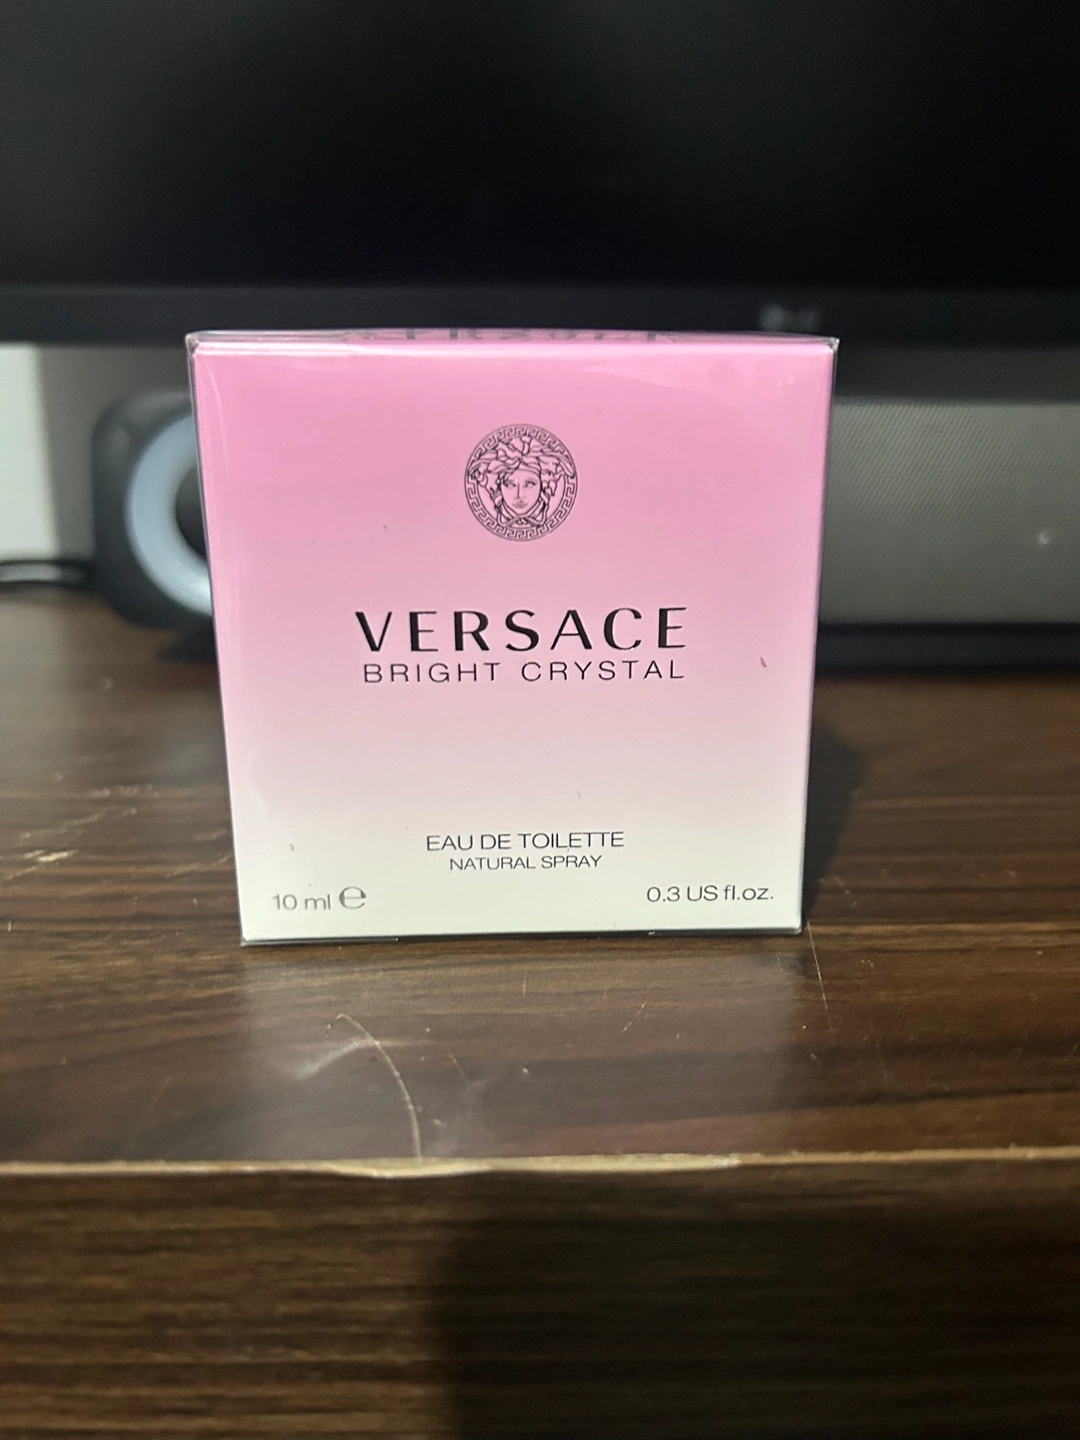 VERSACE
BRIGHT CRYSTAL
EAU DE TOILETTE
NATURAL SPRAY
10 ml ℮
0.3 US fl.oz.